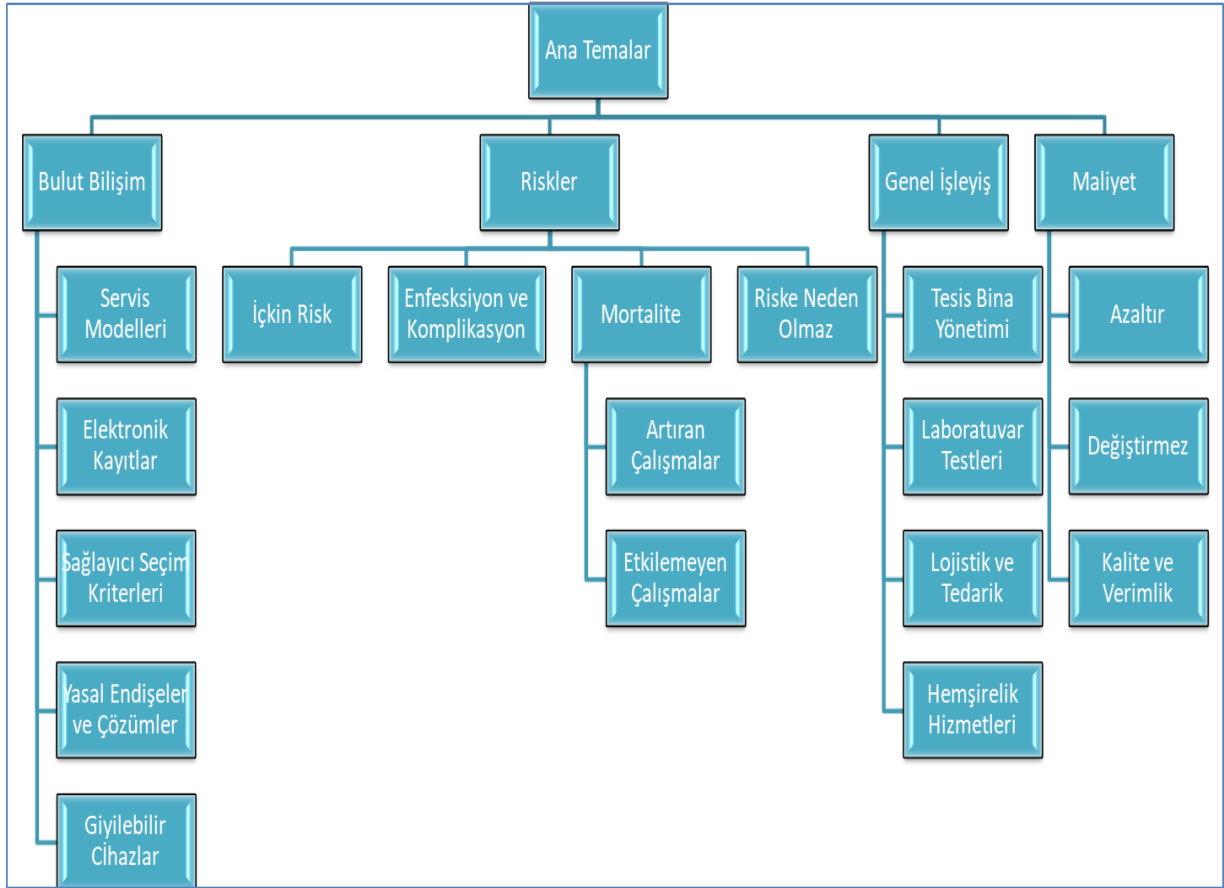 Ana Temalar
Bulut Bilişim
Riskler
Genel İşleyiş
Maliyet
Servis
Modelleri
Elektronik
Kayıtlar
Sağlayıcı Seçim
Kriterleri
Yasal Endişeler
ve Çözümler
Giyilebilir
Cİhazlar
İçkin Risk
Enfesksiyon ve
Komplikasyon
Mortalite
Artıran
Çalışmalar
Etkilemeyen
Çalışmalar
Riske Neden
Olmaz
Tesis Bina
Yönetimi
Laboratuvar
Testleri
Lojistik ve
Tedarik
Hemşirelik
Hizmetleri
Azaltır
Değiştirmez
Kalite ve
Verimlik